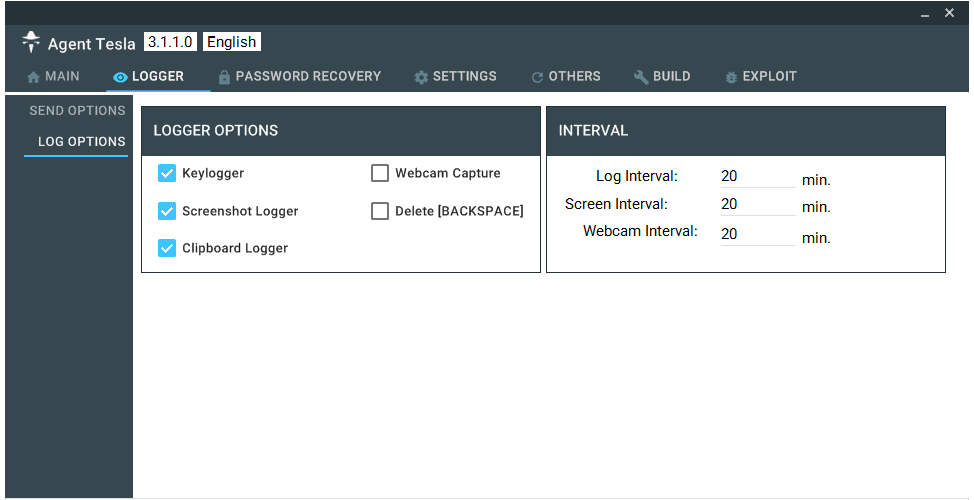 Agent Tesla 3.1.1.0 English
MAIN LOGGER PASSWORD RECOVERY SETTINGS OTHERS BUILD EXPLOIT
SEND OPTIONS
LOG OPTIONS
LOGGER OPTIONS
Keylogger Webcam Capture
Screenshot Logger Delete [BACKSPACE]
Clipboard Logger
INTERVAL
Log Interval: 20 min.
Screen Interval: 20 min.
Webcam Interval: 20 min.